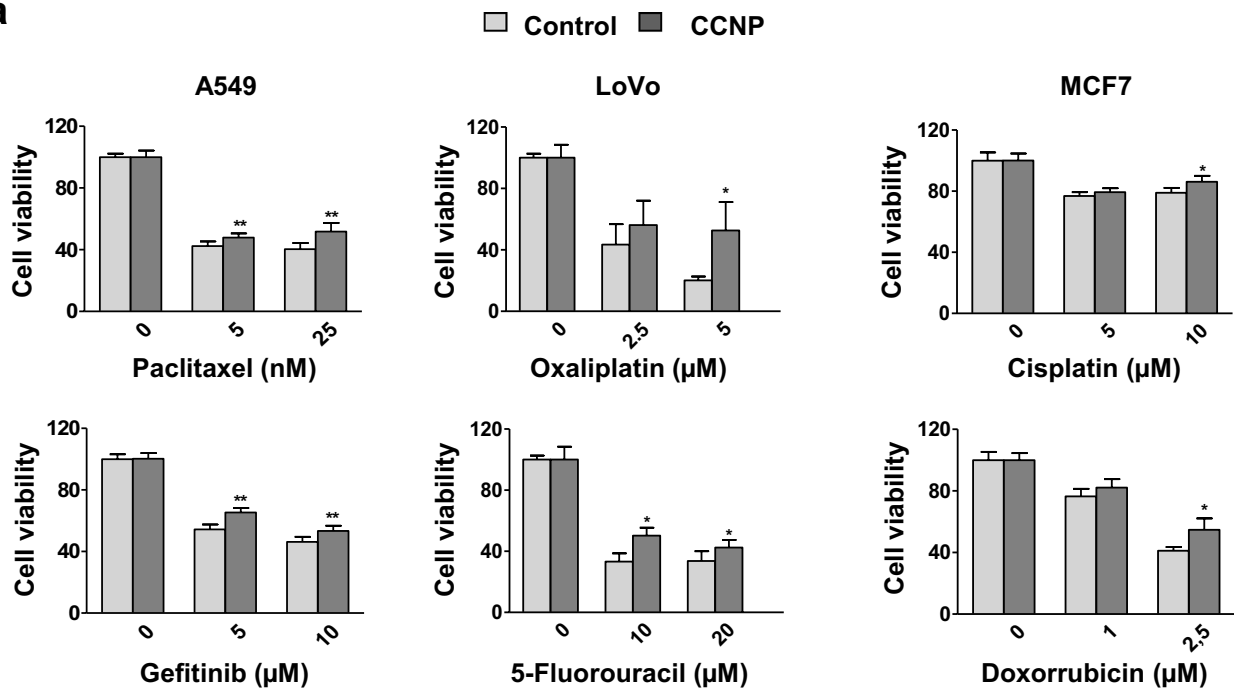 a
Control CCNP
A549 LoVo MCF7
120
80
40
0
Cell viability
0 5 25
Paclitaxel (nM)
120
80
40
0
Cell viability
**
**
0 2.5 5
Oxaliplatin (µM)
*
120
80
40
0
Cell viability
0 5 10
Cisplatin (µM)
*
120
80
40
0
Cell viability
0 5 10
Gefitinib (µM)
**
**
120
80
40
0
Cell viability
0 10 20
5-Fluorouracil (µM)
*
*
120
80
40
0
Cell viability
0 1 2,5
Doxorrubicin (µM)
*